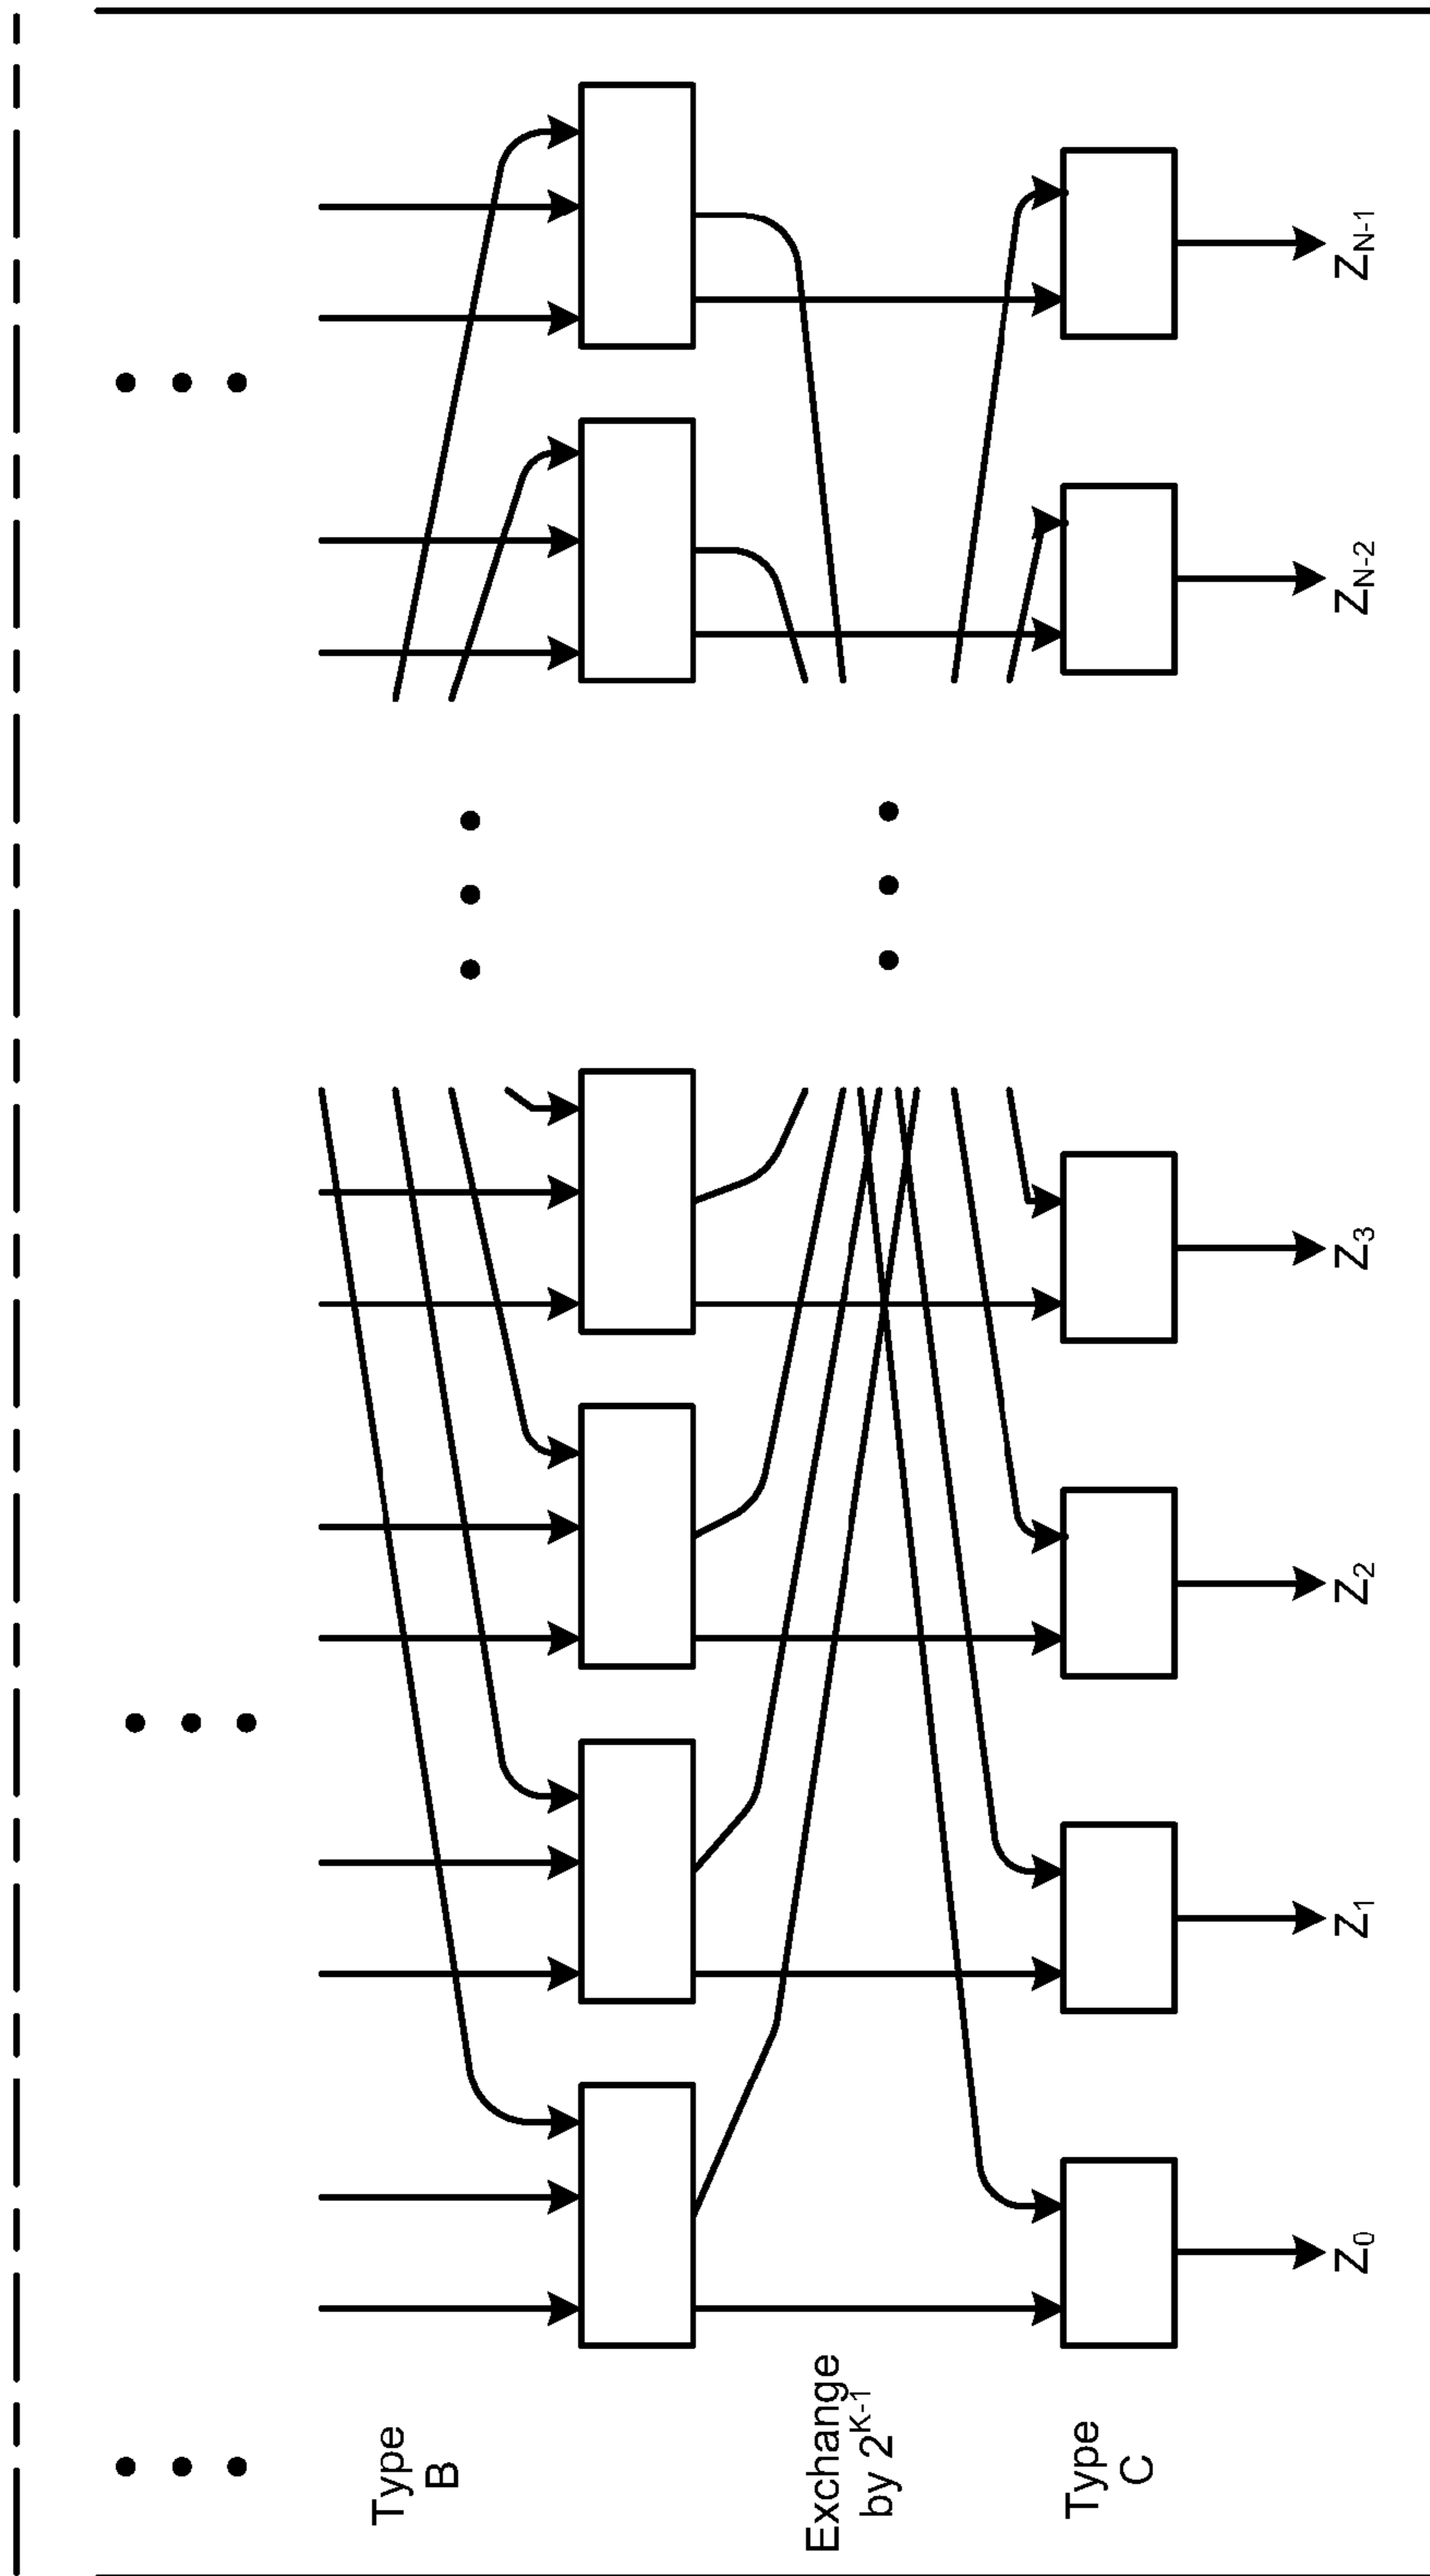 Type
B
Exchange
by 2^K-1
Type
C
Z0
Z1
Z2
Z3
ZN-2
ZN-1